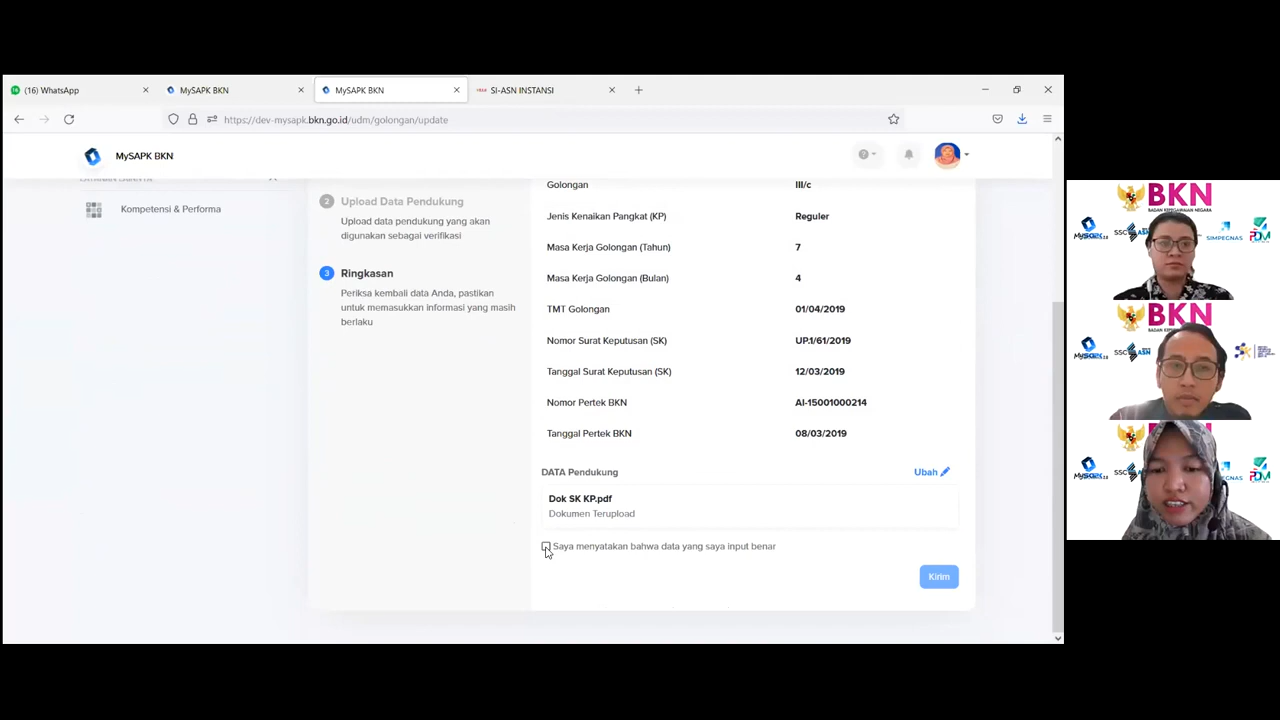 (16) WhatsApp
MySAPK BKN
MySAPK BKN
SI-ASN INSTANSI
https://dev-mysapk.bkn.go.id/udm/golongan/update
MySAPK BKN
Kompetensi & Performa
2 Upload Data Pendukung
Upload data pendukung yang akan
digunakan sebagai verifikasi
3 Ringkasan
Periksa kembali data Anda, pastikan
untuk memasukkan informasi yang masih
berlaku
Golongan III/c
Jenis Kenaikan Pangkat (KP) Reguler
Masa Kerja Golongan (Tahun) 7
Masa Kerja Golongan (Bulan) 4
TMT Golongan 01/04/2019
Nomor Surat Keputusan (SK) UP.1/61/2019
Tanggal Surat Keputusan (SK) 12/03/2019
Nomor Pertek BKN AI-15001000214
Tanggal Pertek BKN 08/03/2019
DATA Pendukung Ubah
Dok SK KP.pdf
Dokumen Terupload
Saya menyatakan bahwa data yang saya input benar
Kirim
BKN
BADAN KEPEGAWAIAN NEGARA
SIMPEGNAS
BKN
BKN